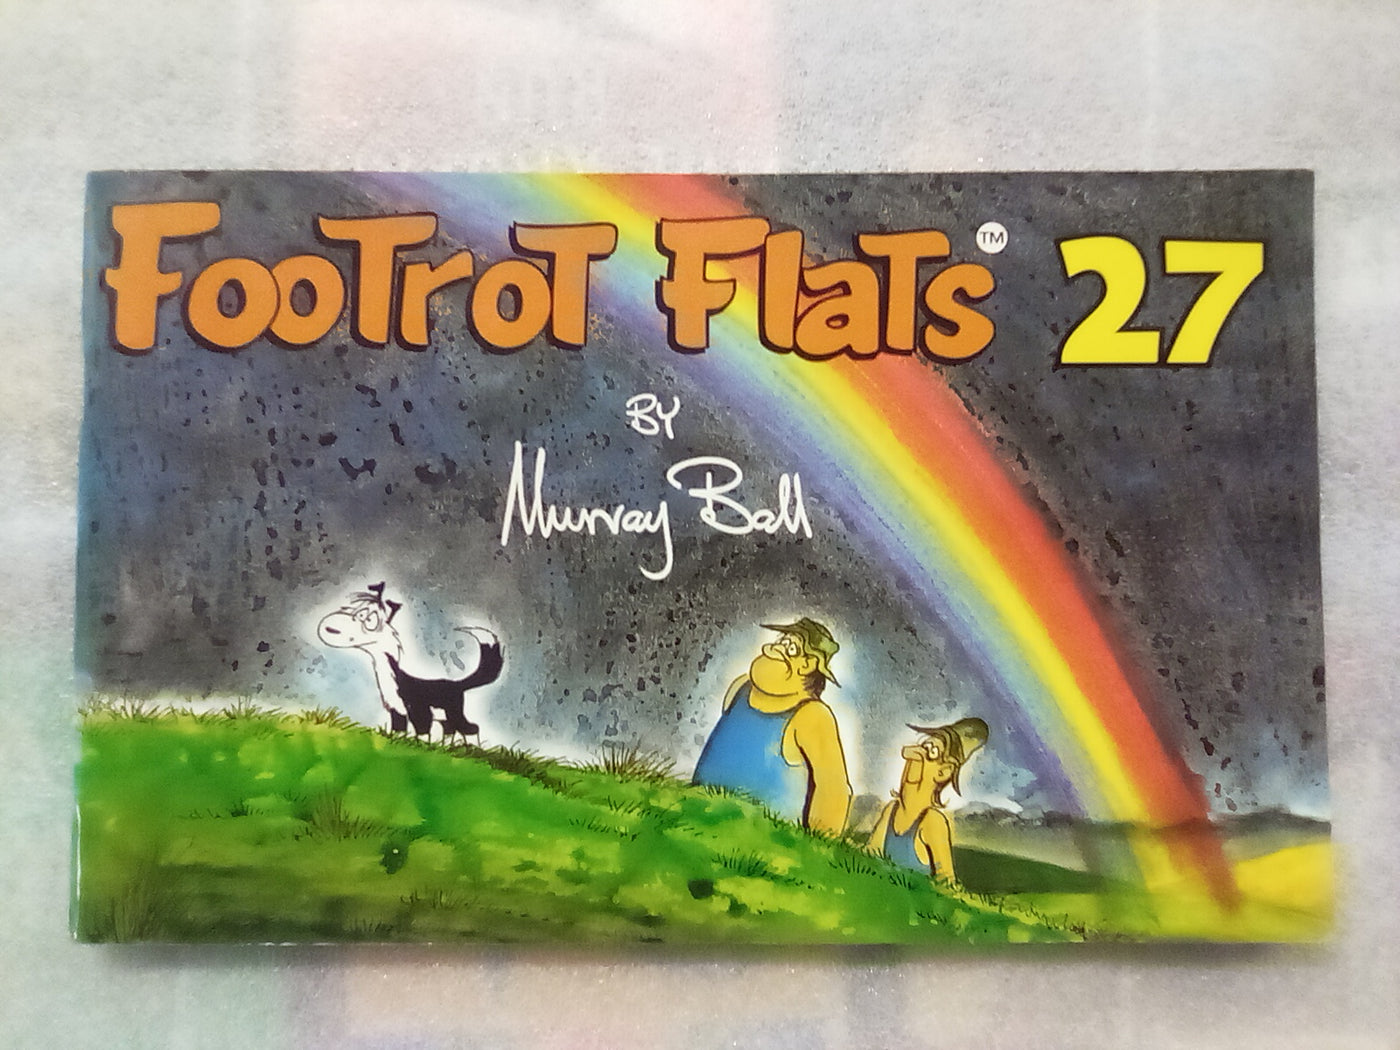 FooTroT FlaTs™ 27
BY
Murray Ball